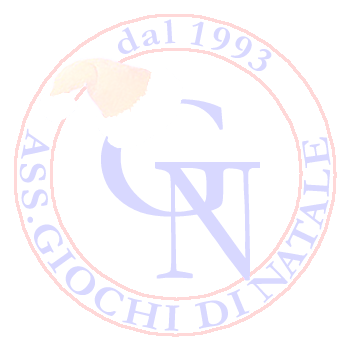 dal 1993
GN
ASS. GIOCHI DI NATALE